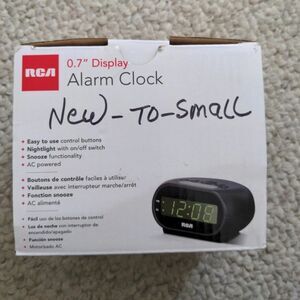 RCA
0.7" Display
Alarm Clock
New-To-Small
• Easy to use control buttons
• Nightlight with on/off switch
• Snooze functionality
• AC powered
• Boutons de contrôle faciles à utiliser
• Veilleuse avec interrupteur marche/arrêt
• Fonction snooze
• AC alimenté
• Fácil uso de los botones de control
• Luz de noche con interruptor de
encendido/apagado
• Función snooze
• Motorisado AC
12:08
RCA